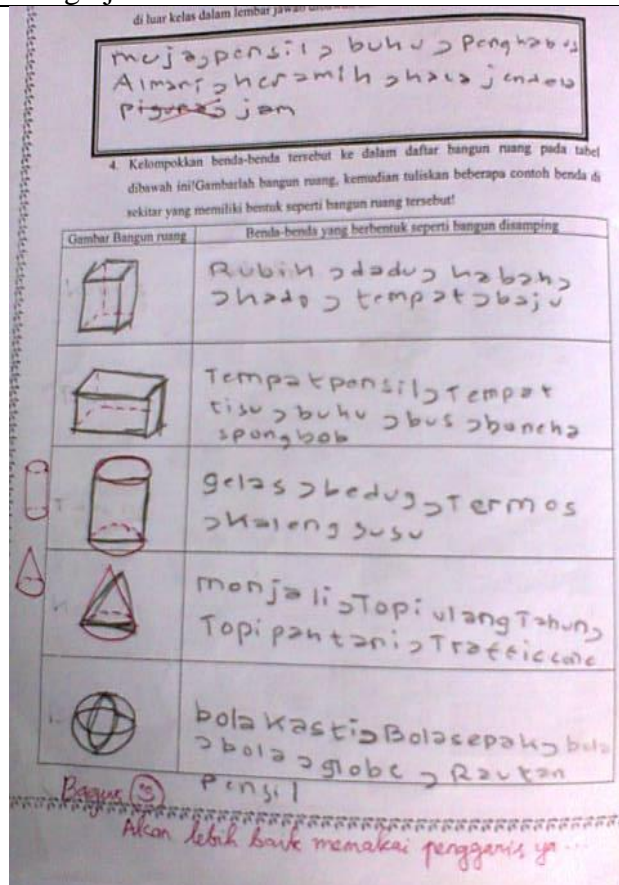 di luar kelas dalam lembar jawab
meja, pensil, buku, penghapus
Almari, keramik, kaca jendela
piguras jam
4. Kelompokkan benda-benda tersebut ke dalam daftar bangun ruang pada tabel
dibawah ini!Gambarlah bangun ruang, kemudian tuliskan beberapa contoh benda di
sekitar yang memiliki bentuk seperti bangun ruang tersebut!
Gambar Bangun ruang
Benda-benda yang berbentuk seperti bangun disamping
Rubik, dadu, kabah,
, kado, tempat, baju
Tempat pensil, Tempat
tisu, buku, bus, boneka
spongbob
gelas, bedug, Termos
, Kaleng susu
monjali, Topi ulang Tahun,
Topi pak tani, Traffic cone
bola Kasti, Bola sepak, bola
, bola, globe, Rautan
pensil
Bagus
Akan lebih baik memakai penggaris ya...